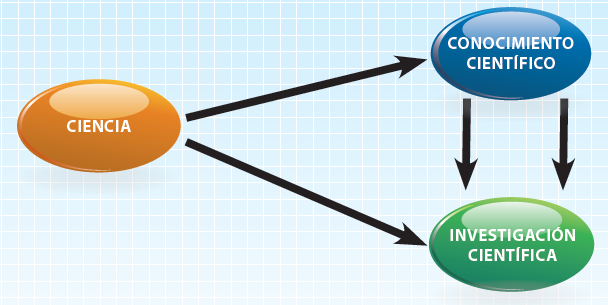 CONOCIMIENTO
CIENTÍFICO
CIENCIA
INVESTIGACIÓN
CIENTÍFICA